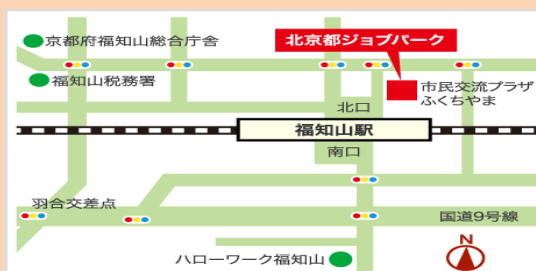 京都府福知山総合庁舎
北京都ジョブパーク
福知山税務署
市民交流プラザ
ふくちやま
北口
福知山駅
南口
羽合交差点
国道9号線
ハローワーク福知山
N